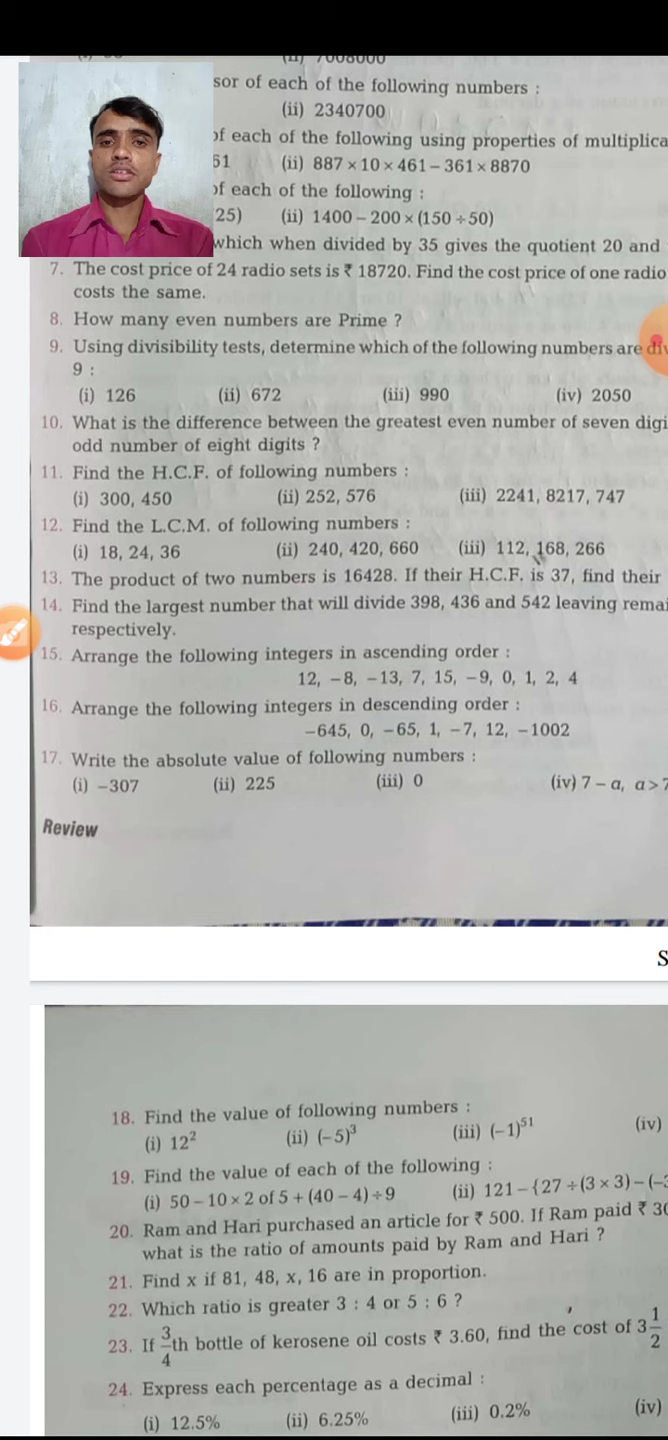 (ii) 7008000
sor of each of the following numbers :
(ii) 2340700
of each of the following using properties of multiplica
61 (ii) 887 × 10 × 461 – 361 × 8870
of each of the following :
25) (ii) 1400 – 200 × (150 ÷ 50)
which when divided by 35 gives the quotient 20 and
7. The cost price of 24 radio sets is ₹ 18720. Find the cost price of one radio
costs the same.
8. How many even numbers are Prime ?
9. Using divisibility tests, determine which of the following numbers are div
9 :
(i) 126 (ii) 672 (iii) 990 (iv) 2050
10. What is the difference between the greatest even number of seven digi
odd number of eight digits ?
11. Find the H.C.F. of following numbers :
(i) 300, 450 (ii) 252, 576 (iii) 2241, 8217, 747
12. Find the L.C.M. of following numbers :
(i) 18, 24, 36 (ii) 240, 420, 660 (iii) 112, 168, 266
13. The product of two numbers is 16428. If their H.C.F. is 37, find their
14. Find the largest number that will divide 398, 436 and 542 leaving remai
respectively.
15. Arrange the following integers in ascending order :
12, –8, –13, 7, 15, –9, 0, 1, 2, 4
16. Arrange the following integers in descending order :
–645, 0, –65, 1, –7, 12, –1002
17. Write the absolute value of following numbers :
(i) –307 (ii) 225 (iii) 0 (iv) 7 – a, a > 7
Review
S
18. Find the value of following numbers :
(i) 12² (ii) (–5)³ (iii) (–1)⁵¹ (iv)
19. Find the value of each of the following :
(i) 50 – 10 × 2 of 5 + (40 – 4) ÷ 9 (ii) 121 – {27 ÷ (3 × 3) – (–3
20. Ram and Hari purchased an article for ₹ 500. If Ram paid ₹ 30
what is the ratio of amounts paid by Ram and Hari ?
21. Find x if 81, 48, x, 16 are in proportion.
22. Which ratio is greater 3 : 4 or 5 : 6 ?
23. If 3/4th bottle of kerosene oil costs ₹ 3.60, find the cost of 3 1/2
24. Express each percentage as a decimal :
(i) 12.5% (ii) 6.25% (iii) 0.2% (iv)